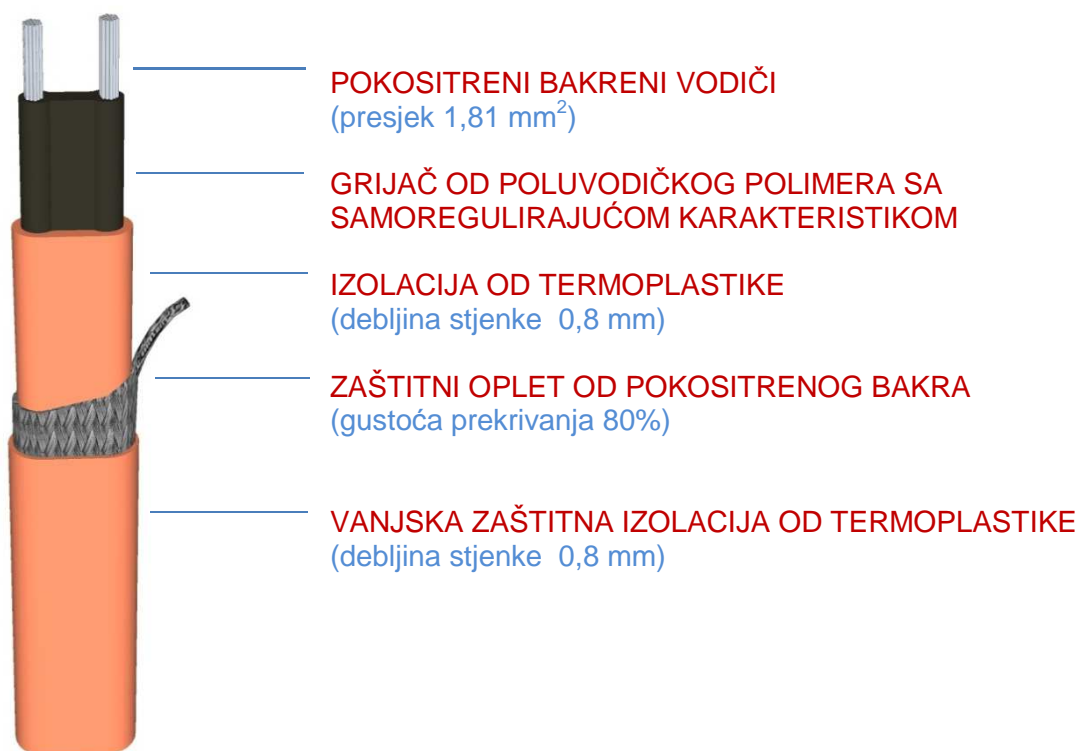 POKOSITRENI BAKRENI VODIČI
(presjek 1,81 mm²)
GRIJAČ OD POLUVODIČKOG POLIMERA SA
SAMOREGULIRAJUĆOM KARAKTERISTIKOM
IZOLACIJA OD TERMOPLASTIKE
(debljina stjenke 0,8 mm)
ZAŠTITNI OPLET OD POKOSITRENOG BAKRA
(gustoća prekrivanja 80%)
VANJSKA ZAŠTITNA IZOLACIJA OD TERMOPLASTIKE
(debljina stjenke 0,8 mm)